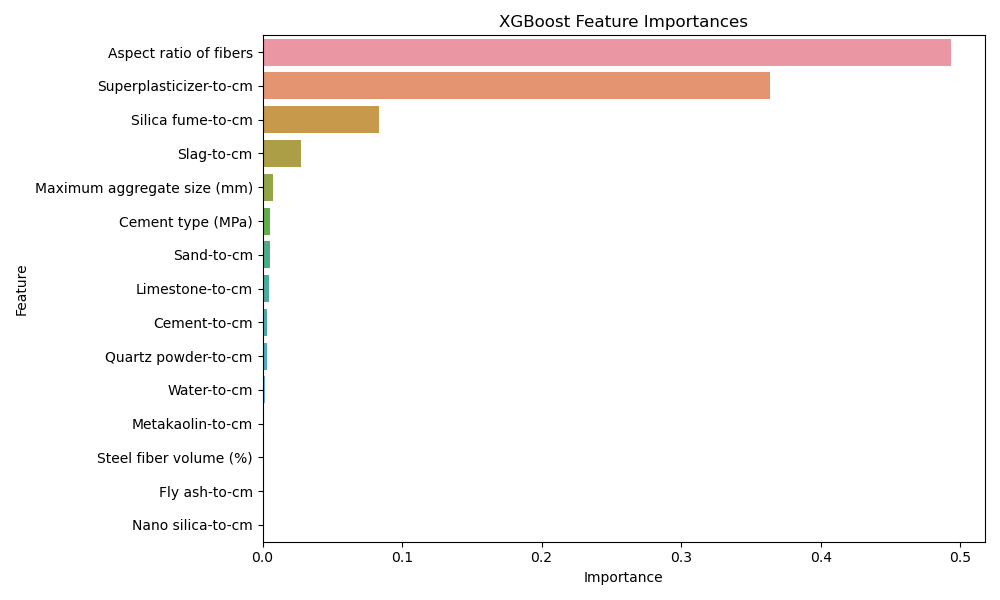 XGBoost Feature Importances
Feature
Aspect ratio of fibers
Superplasticizer-to-cm
Silica fume-to-cm
Slag-to-cm
Maximum aggregate size (mm)
Cement type (MPa)
Sand-to-cm
Limestone-to-cm
Cement-to-cm
Quartz powder-to-cm
Water-to-cm
Metakaolin-to-cm
Steel fiber volume (%)
Fly ash-to-cm
Nano silica-to-cm
0.0 0.1 0.2 0.3 0.4 0.5
Importance